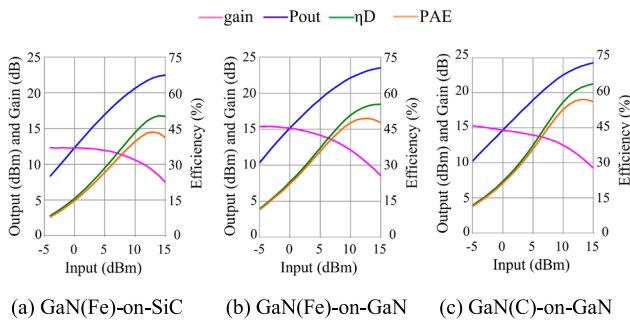 gain Pout ηD PAE
Output (dBm) and Gain (dB)
25
20
15
10
5
0
75
60
45
30
15
0
Efficiency (%)
-5 0 5 10 15
Input (dBm)
(a) GaN(Fe)-on-SiC
Output (dBm) and Gain (dB)
25
20
15
10
5
0
75
60
45
30
15
0
Efficiency (%)
-5 0 5 10 15
Input (dBm)
(b) GaN(Fe)-on-GaN
Output (dBm) and Gain (dB)
25
20
15
10
5
0
75
60
45
30
15
0
Efficiency (%)
-5 0 5 10 15
Input (dBm)
(c) GaN(C)-on-GaN